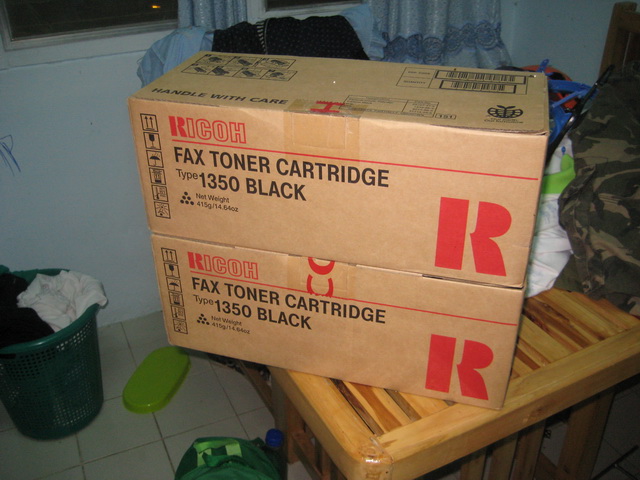 HANDLE WITH CARE
RICOH
FAX TONER CARTRIDGE
Type 1350 BLACK
Net Weight
415g/14.64oz
R
RICOH
FAX TONER CARTRIDGE
Type 1350 BLACK
Net Weight
415g/14.64oz
R